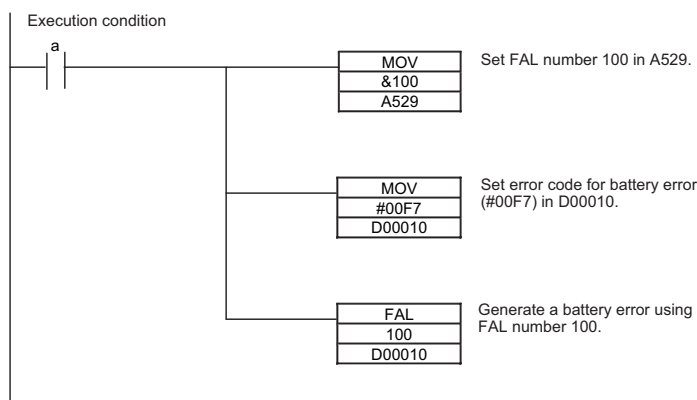 Execution condition
a
MOV
&100
A529
Set FAL number 100 in A529.
MOV
#00F7
D00010
Set error code for battery error
(#00F7) in D00010.
FAL
100
D00010
Generate a battery error using
FAL number 100.